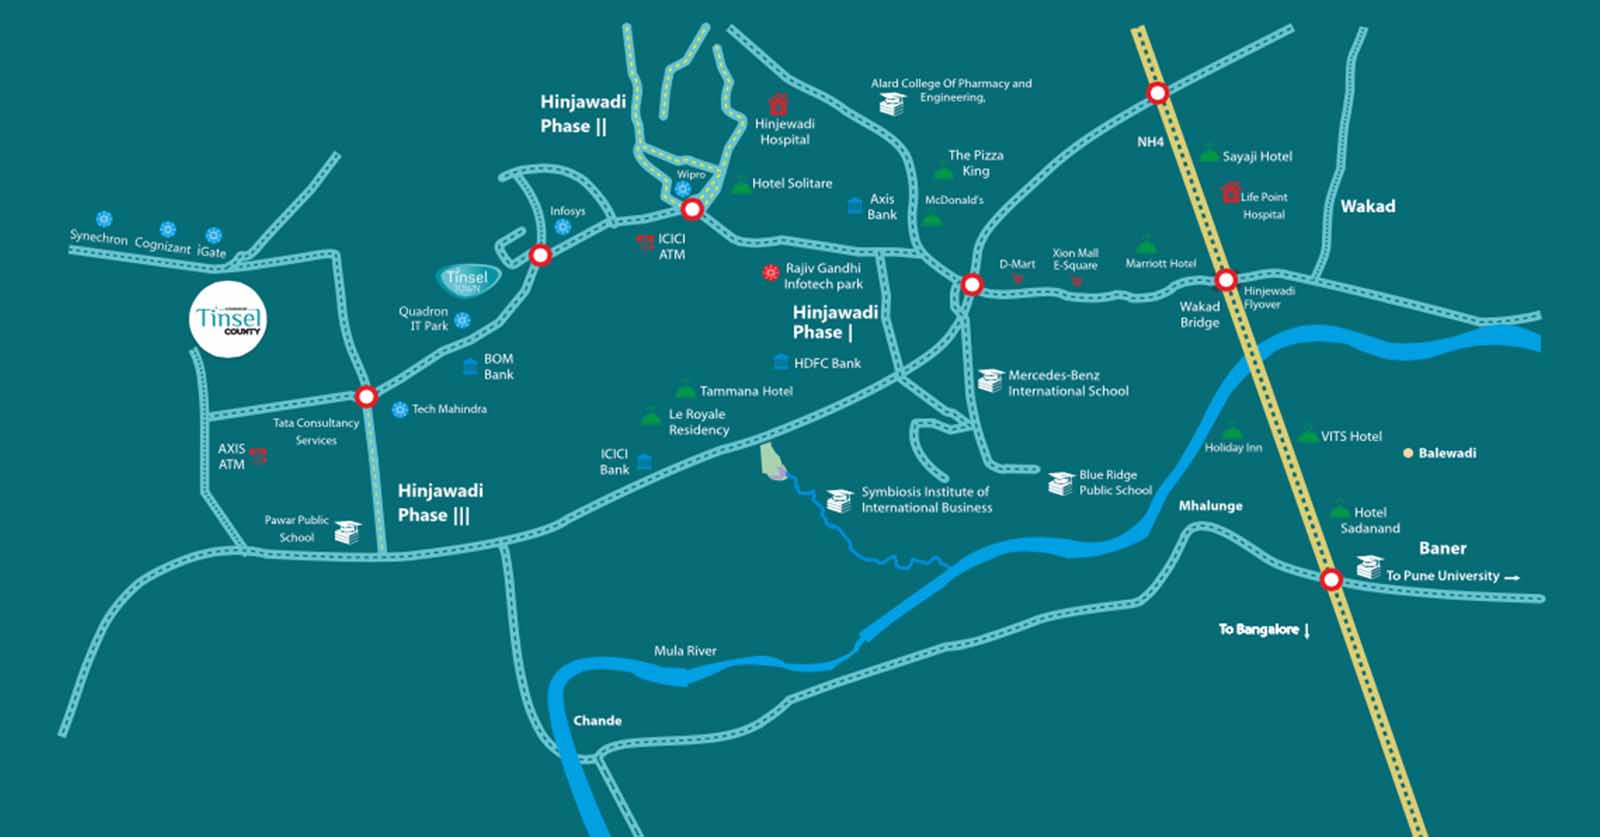 Alard College Of Pharmacy and
Engineering,
Hinjawadi
Phase ||
Hinjewadi
Hospital
NH4
Sayaji Hotel
The Pizza
King
Wipro
Hotel Solitare
Life Point
Hospital
Axis
Bank
McDonald's
Wakad
Infosys
Synechron
Cognizant
iGate
ICICI
ATM
Xion Mall
E-Square
D-Mart
Marriott Hotel
Rajiv Gandhi
Infotech park
Tinsel
TOWN
Hinjewadi
Flyover
Wakad
Bridge
Quadron
IT Park
Hinjawadi
Phase |
Tinsel
COUNTY
BOM
Bank
HDFC Bank
Mercedes-Benz
International School
Tammana Hotel
Tech Mahindra
Le Royale
Residency
Tata Consultancy
Services
VITS Hotel
Holiday Inn
Balewadi
AXIS
ATM
ICICI
Bank
Blue Ridge
Public School
Hinjawadi
Phase |||
Symbiosis Institute of
International Business
Mhalunge
Hotel
Sadanand
Pawar Public
School
Baner
To Pune University
To Bangalore
Mula River
Chande